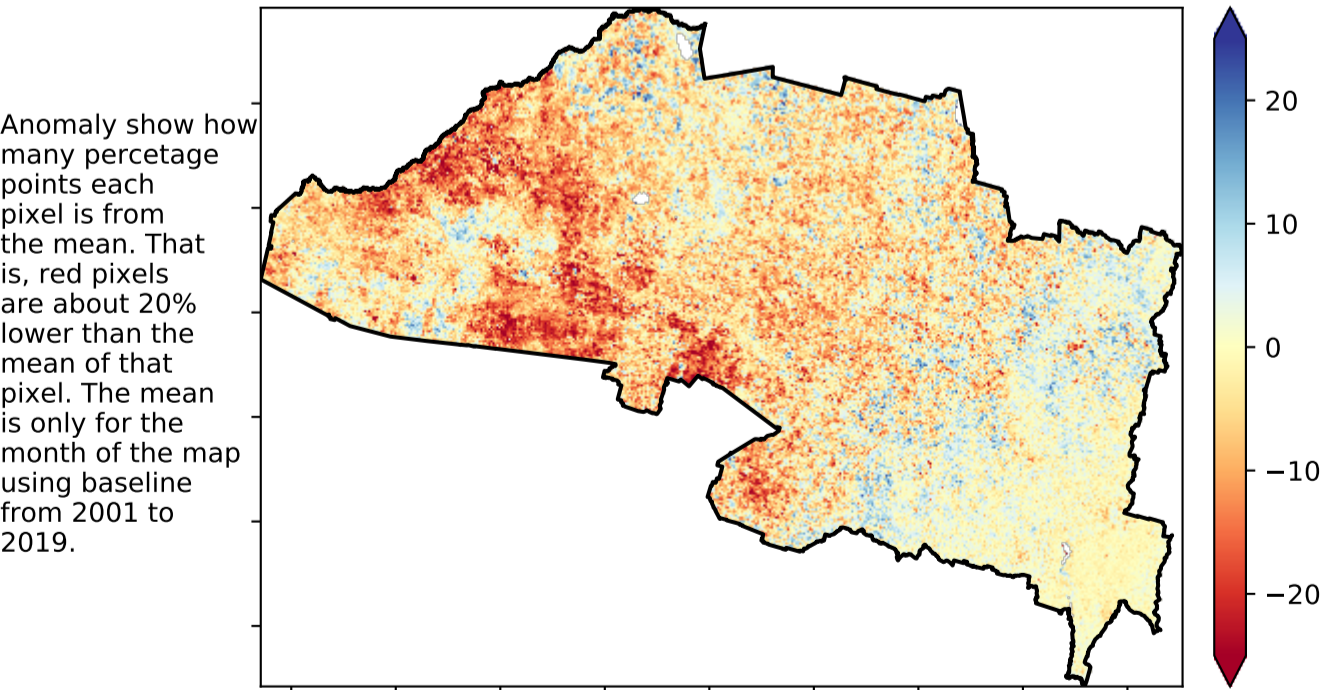 Anomaly show how
many percetage
points each
pixel is from
the mean. That
is, red pixels
are about 20%
lower than the
mean of that
pixel. The mean
is only for the
month of the map
using baseline
from 2001 to
2019.
20
10
0
−10
−20